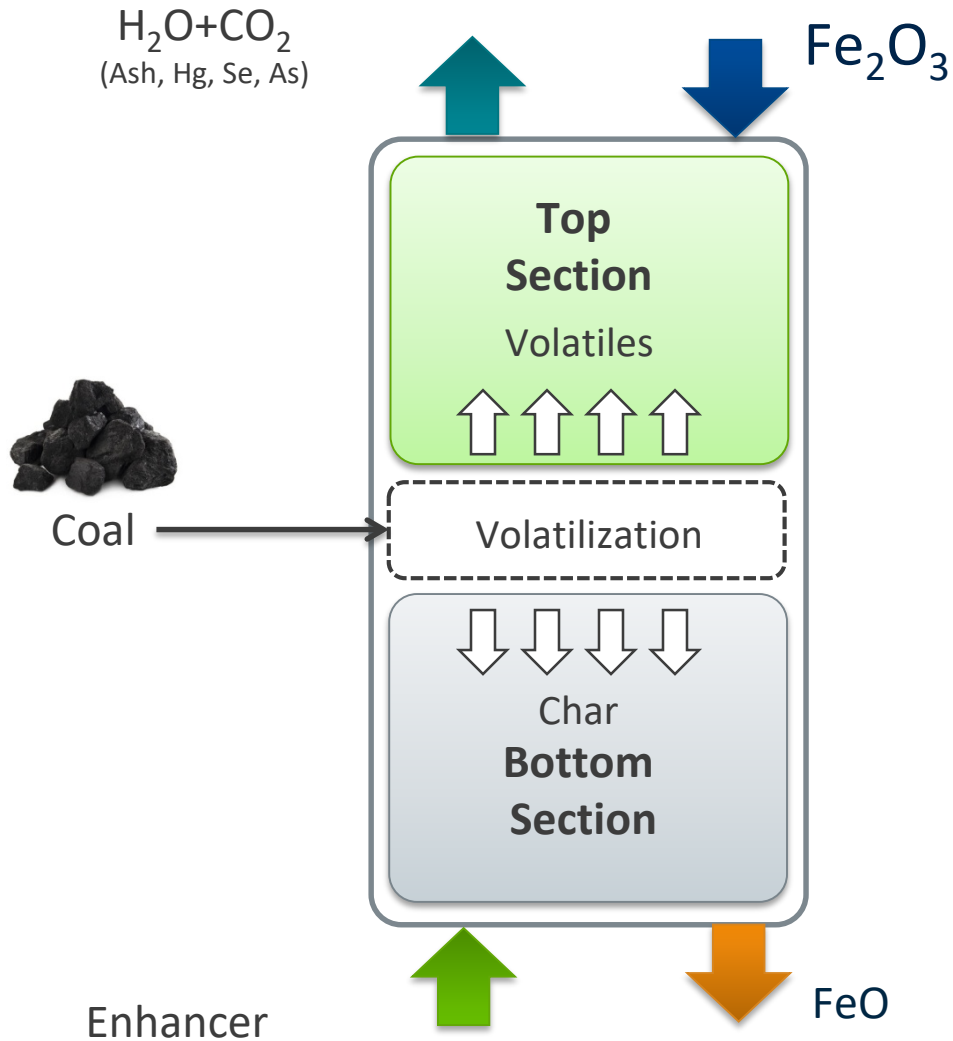 H₂O+CO₂
(Ash, Hg, Se, As)
Fe₂O₃
Top
Section
Volatiles
Coal
Volatilization
Char
Bottom
Section
Enhancer
FeO